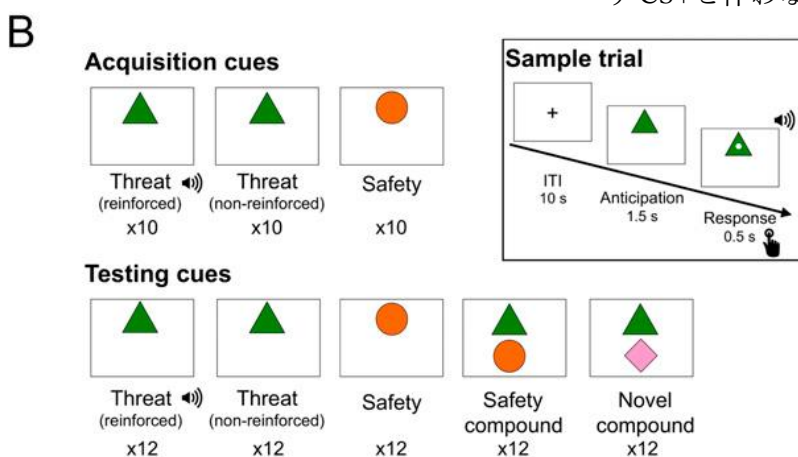 B
Acquisition cues
Threat
(reinforced)
x10
Threat
(non-reinforced)
x10
Safety
x10
Sample trial
+
ITI
10 s
Anticipation
1.5 s
Response
0.5 s
Testing cues
Threat
(reinforced)
x12
Threat
(non-reinforced)
x12
Safety
x12
Safety
compound
x12
Novel
compound
x12